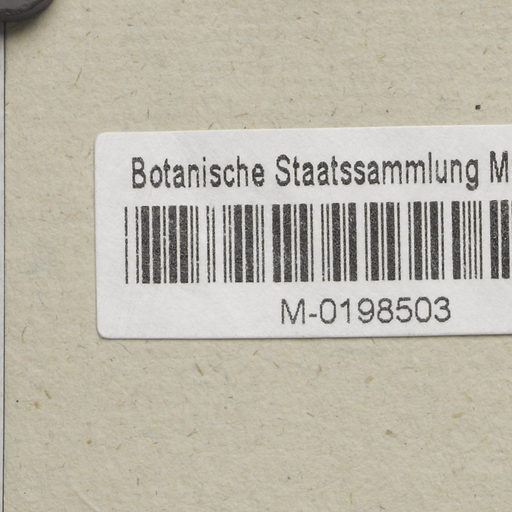 Botanische Staatssammlung M
M-0198503